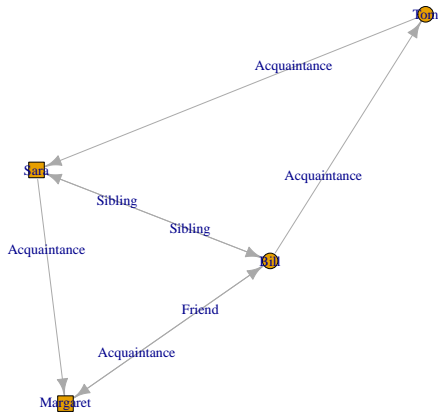 Tom
Acquaintance
Sara
Acquaintance
Sibling
Sibling
Acquaintance
Bill
Friend
Acquaintance
Margaret